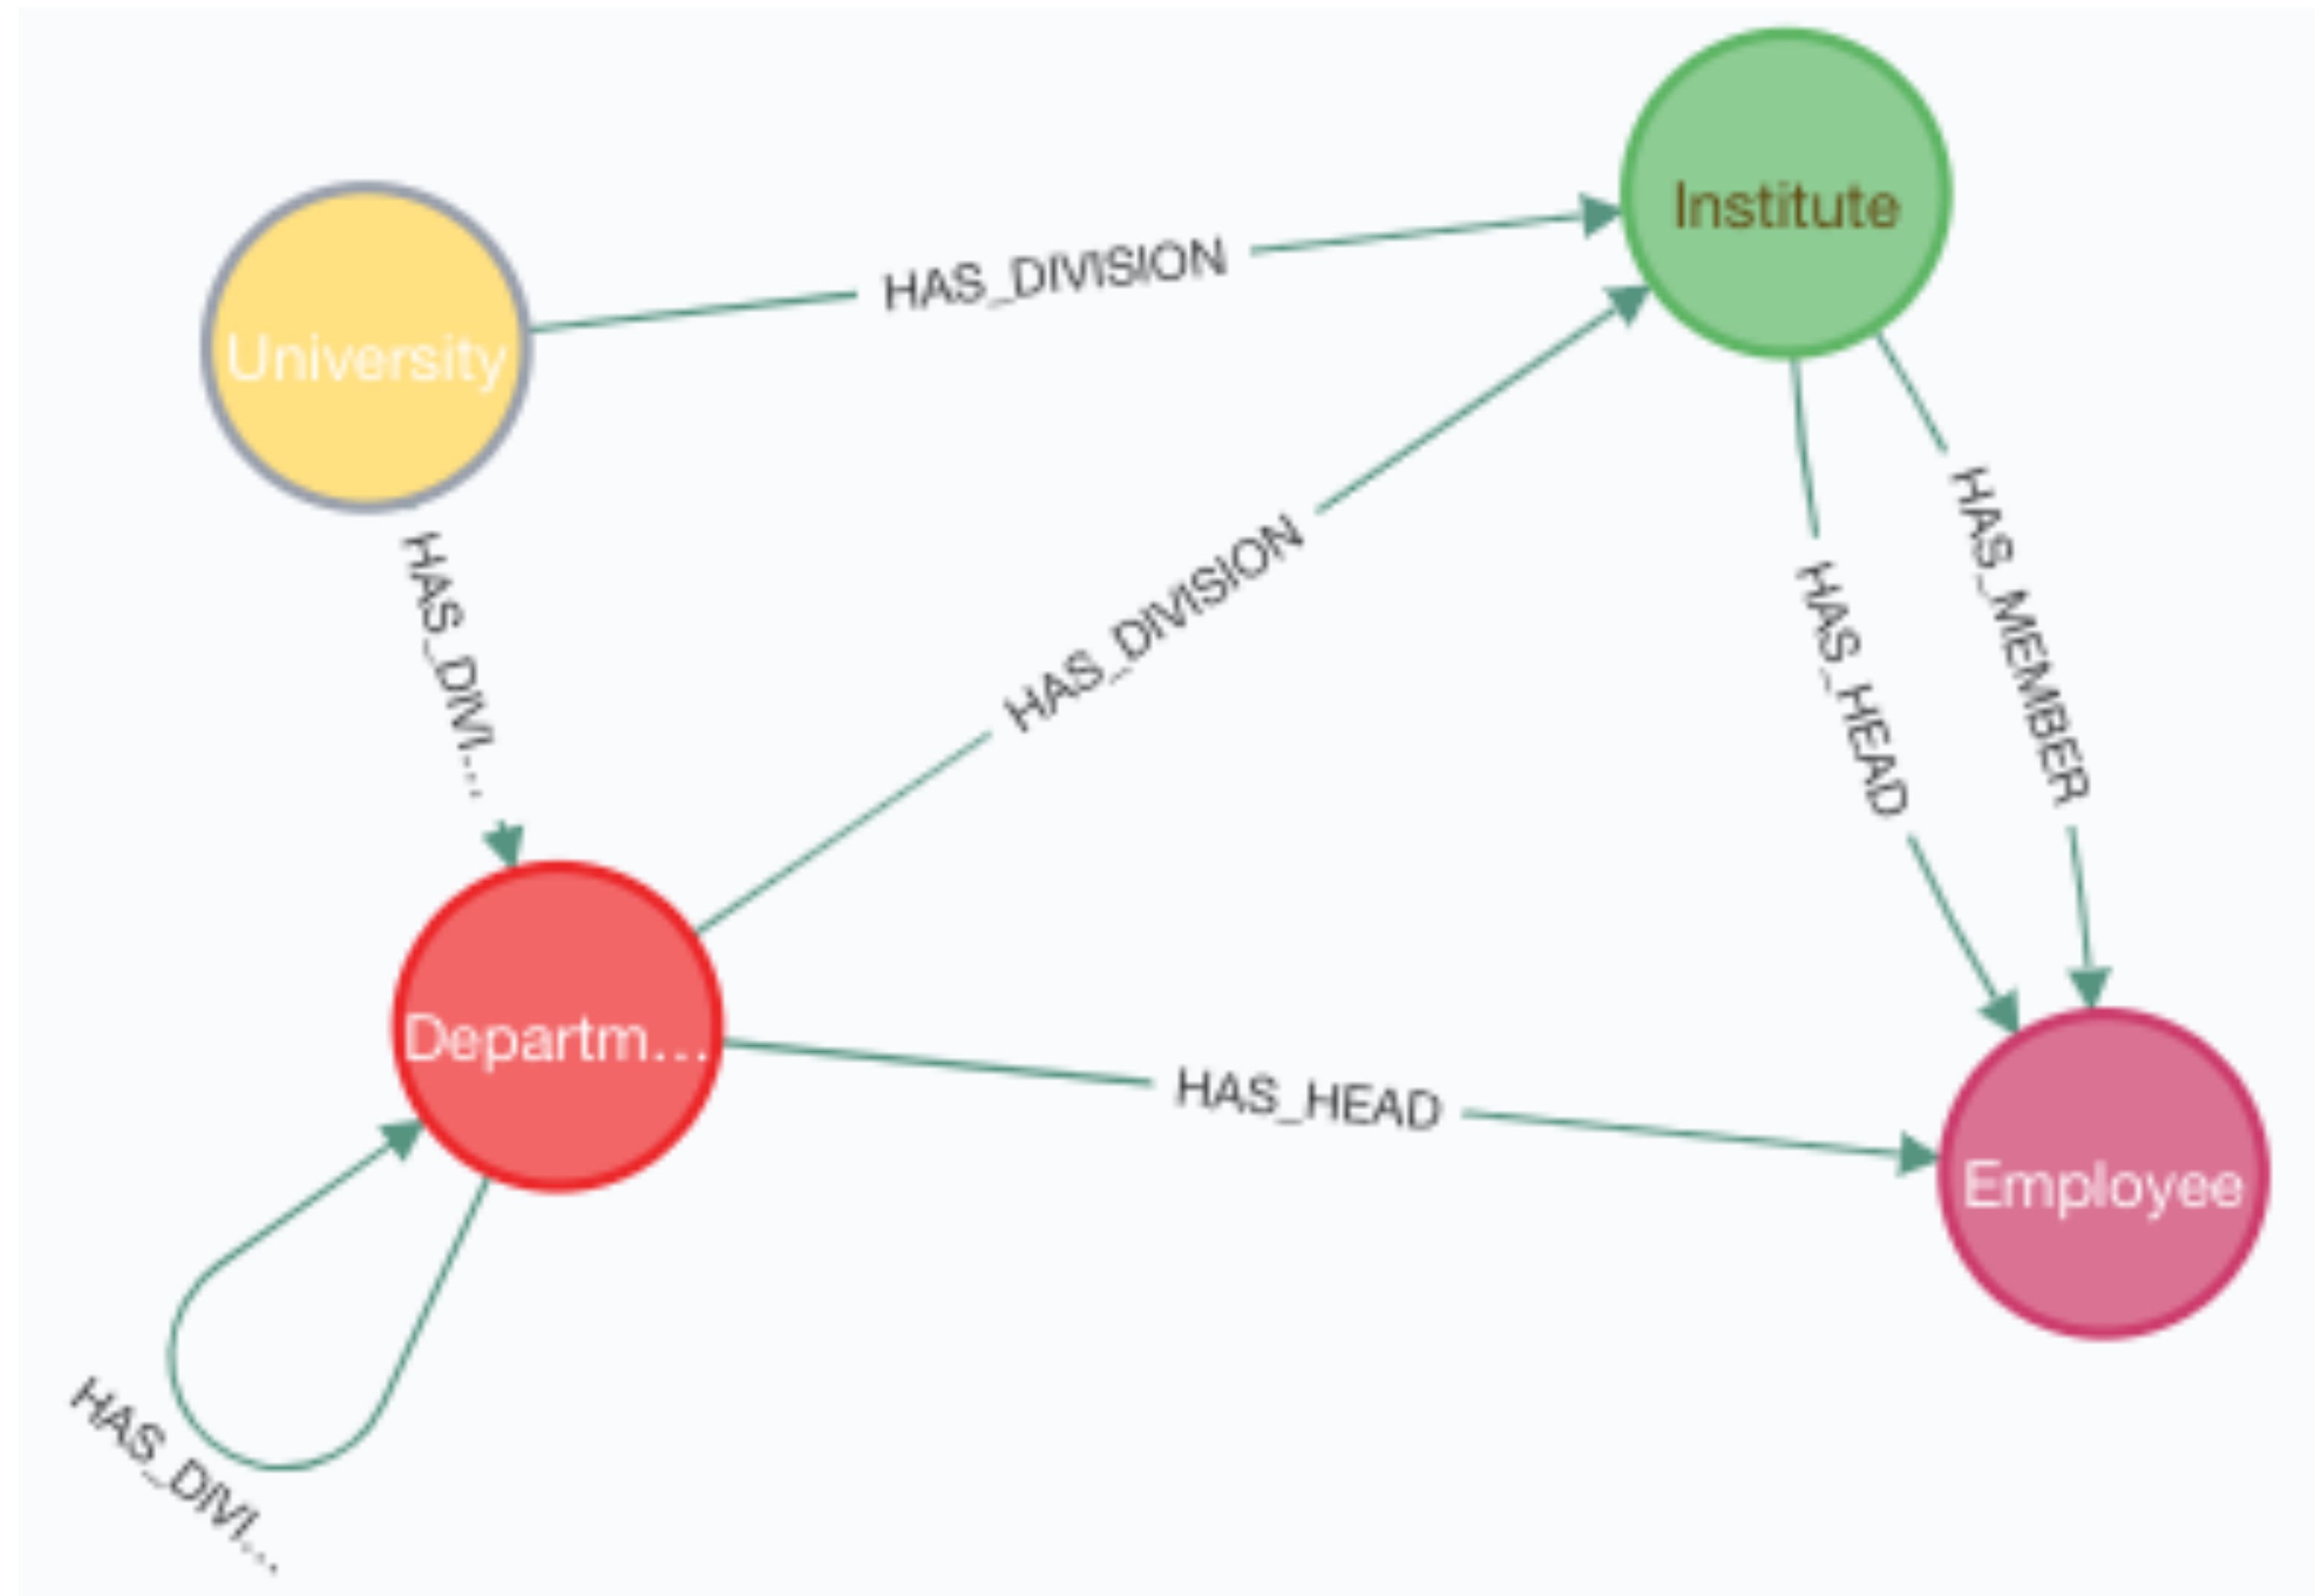 Institute
University
HAS_DIVISION
HAS_DIVI...
HAS_DIVISION
HAS_HEAD
HAS_MEMBER
Departm...
HAS_HEAD
Employee
HAS_DIVI...